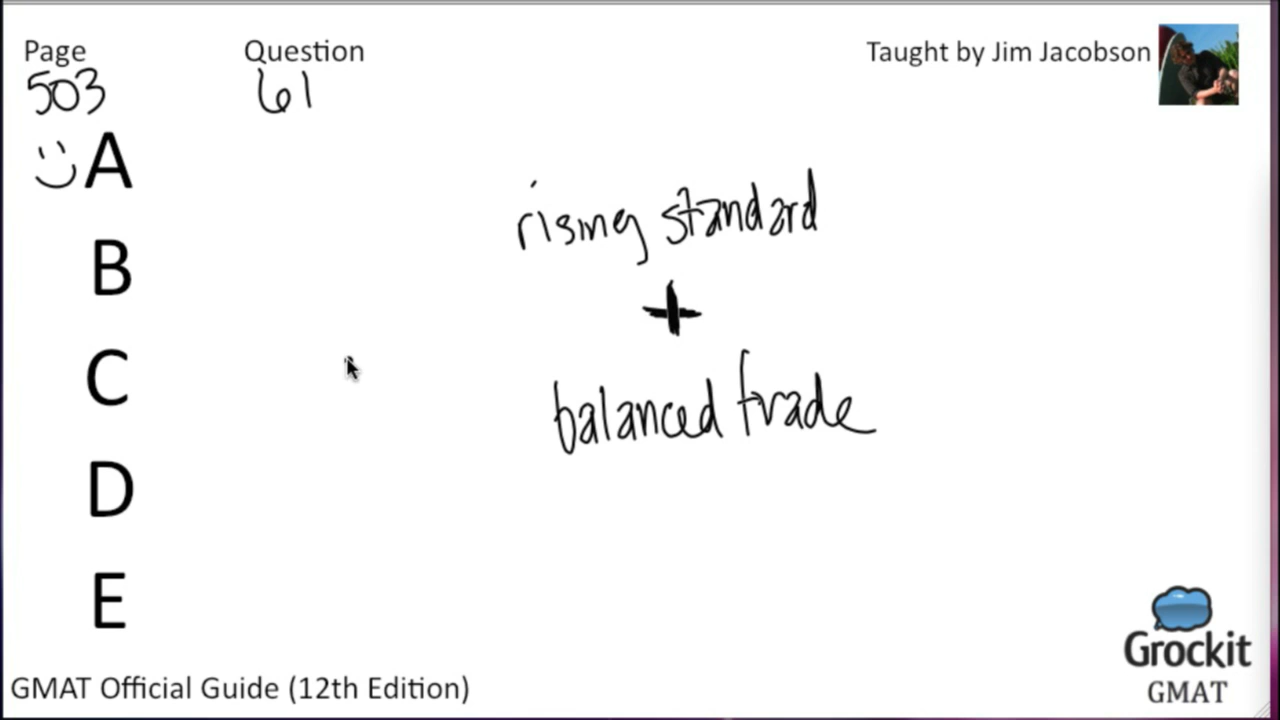 Page Question Taught by Jim Jacobson
503 61
A
rising standard
B
+
C
balanced trade
D
E
Grockit
GMAT
GMAT Official Guide (12th Edition)